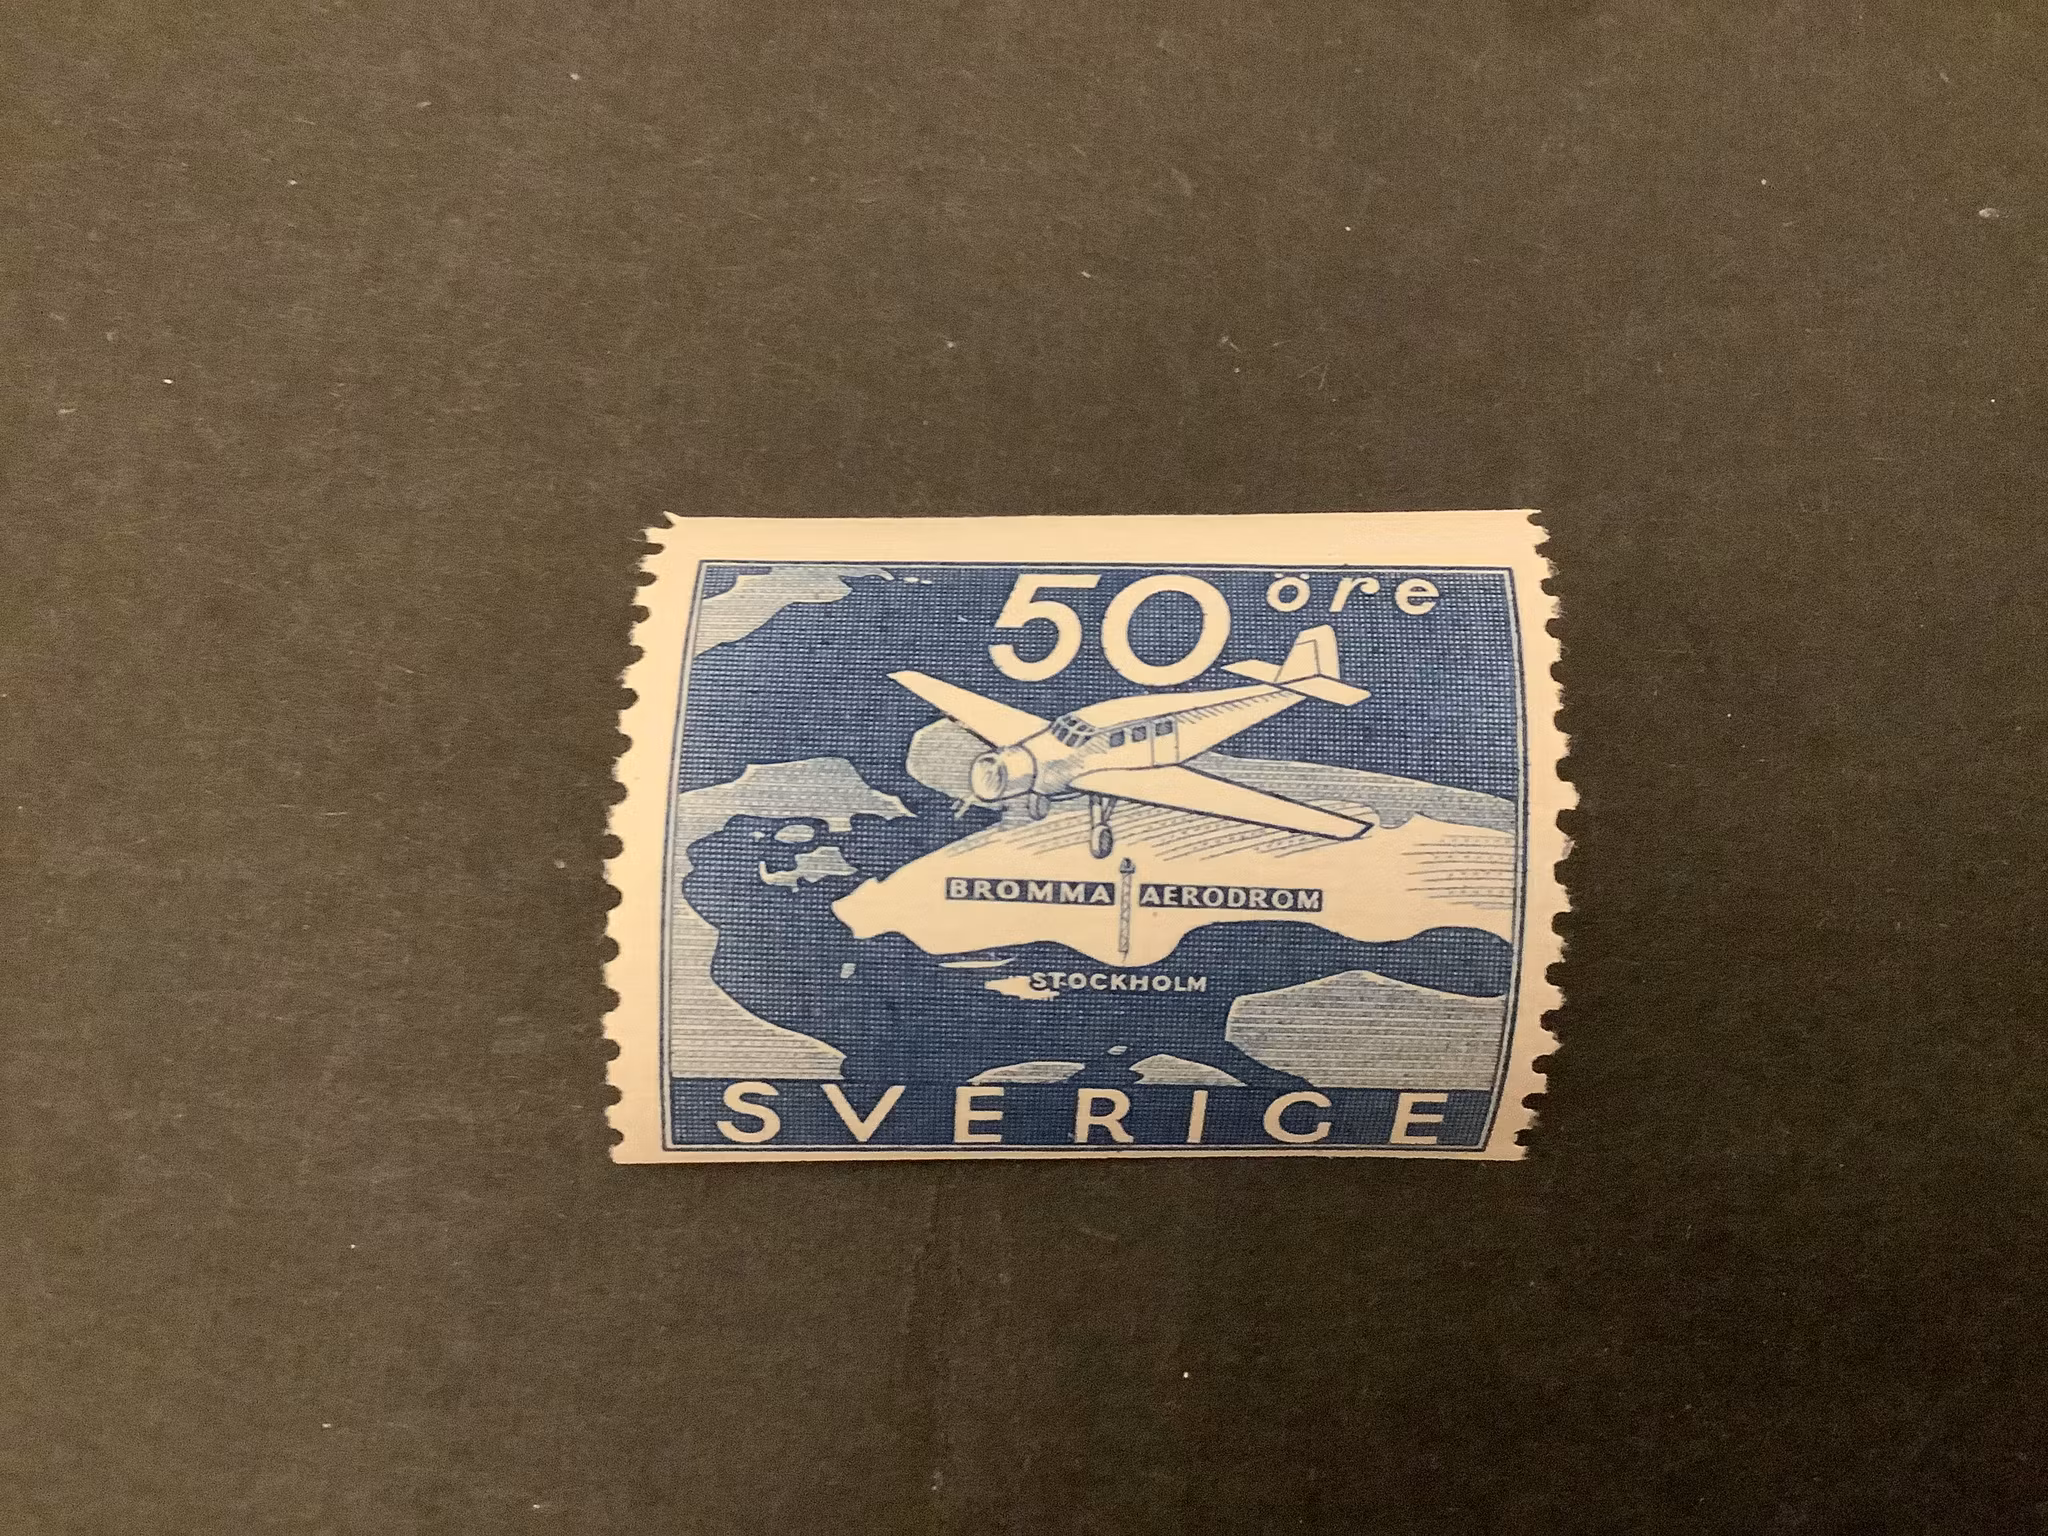 50 öre
BROMMA AERODROM
STOCKHOLM
SVERIGE